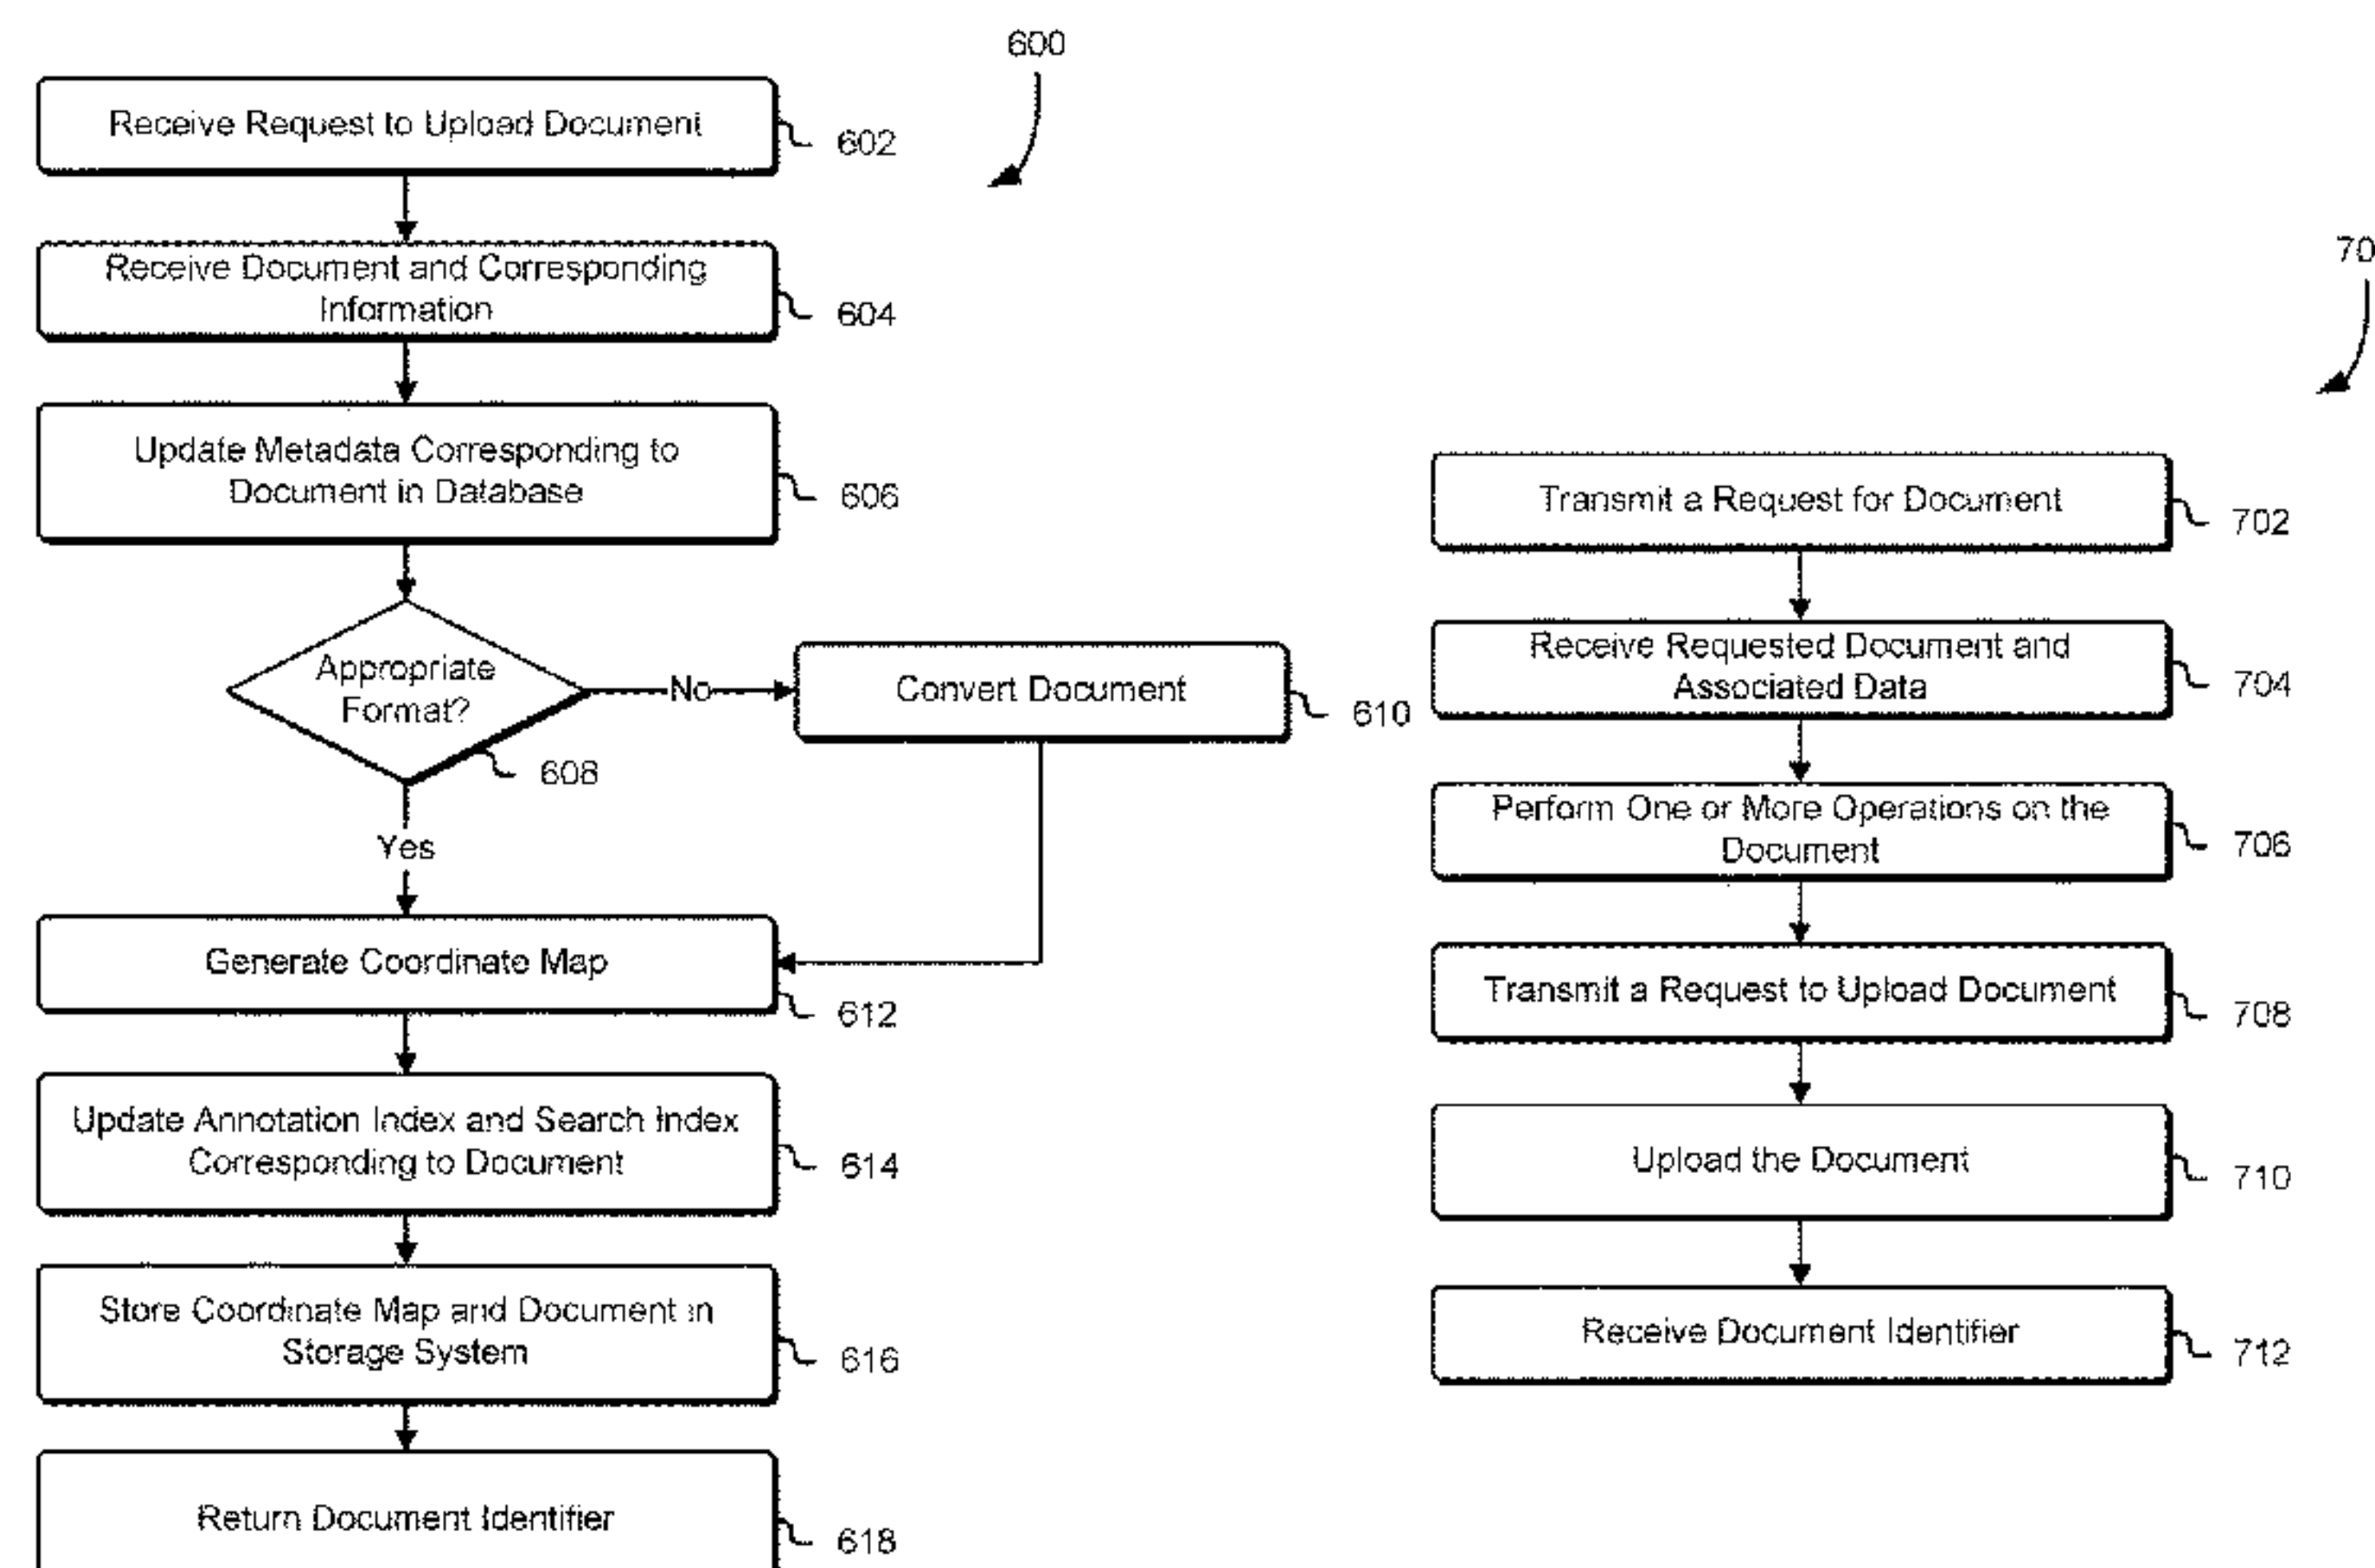 600
Receive Request to Upload Document
602
Receive Document and Corresponding
Information
604
Update Metadata Corresponding to
Document in Database
606
Appropriate
Format?
608
No
Convert Document
610
Yes
Generate Coordinate Map
612
Update Annotation Index and Search Index
Corresponding to Document
614
Store Coordinate Map and Document in
Storage System
616
Return Document Identifier
618
70
Transmit a Request for Document
702
Receive Requested Document and
Associated Data
704
Perform One or More Operations on the
Document
706
Transmit a Request to Upload Document
708
Upload the Document
710
Receive Document Identifier
712